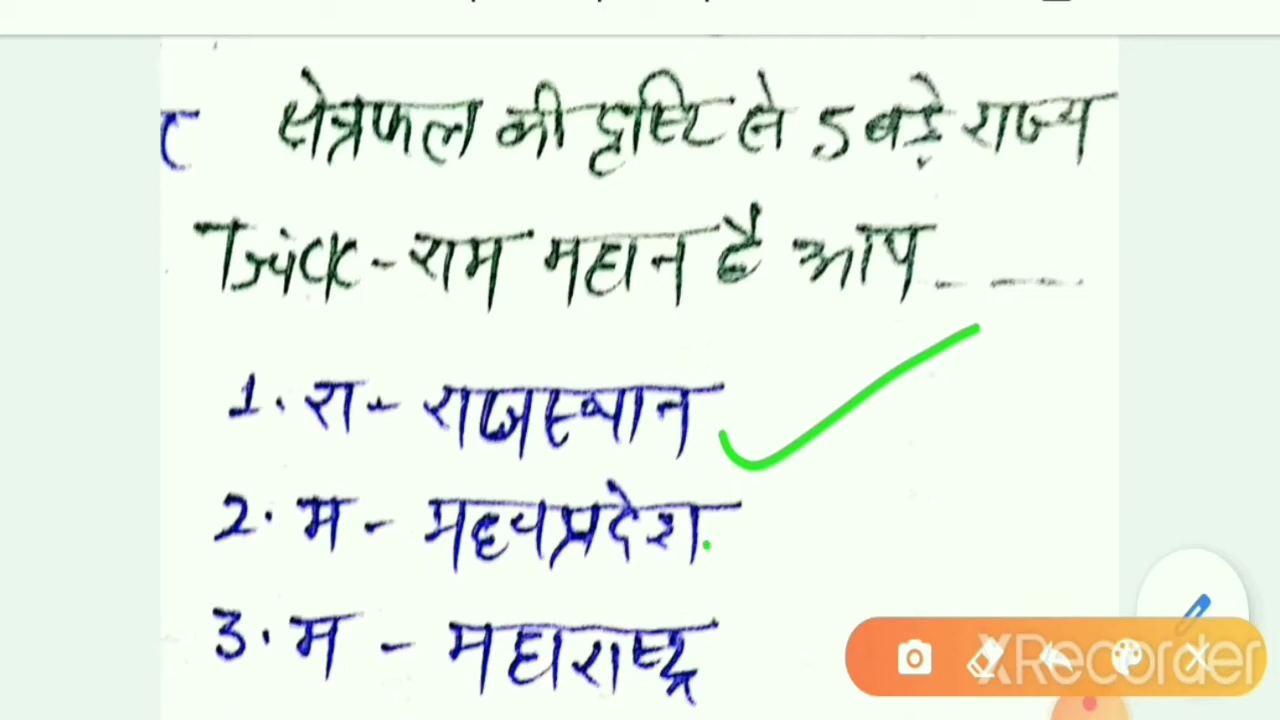 क्षेत्रफल की दृष्टि से 5 बड़े राज्य
Trick - राम महान है आप - ---
1. रा - राजस्थान
2. म - मध्यप्रदेश
3. म - महाराष्ट्र
XRecorder